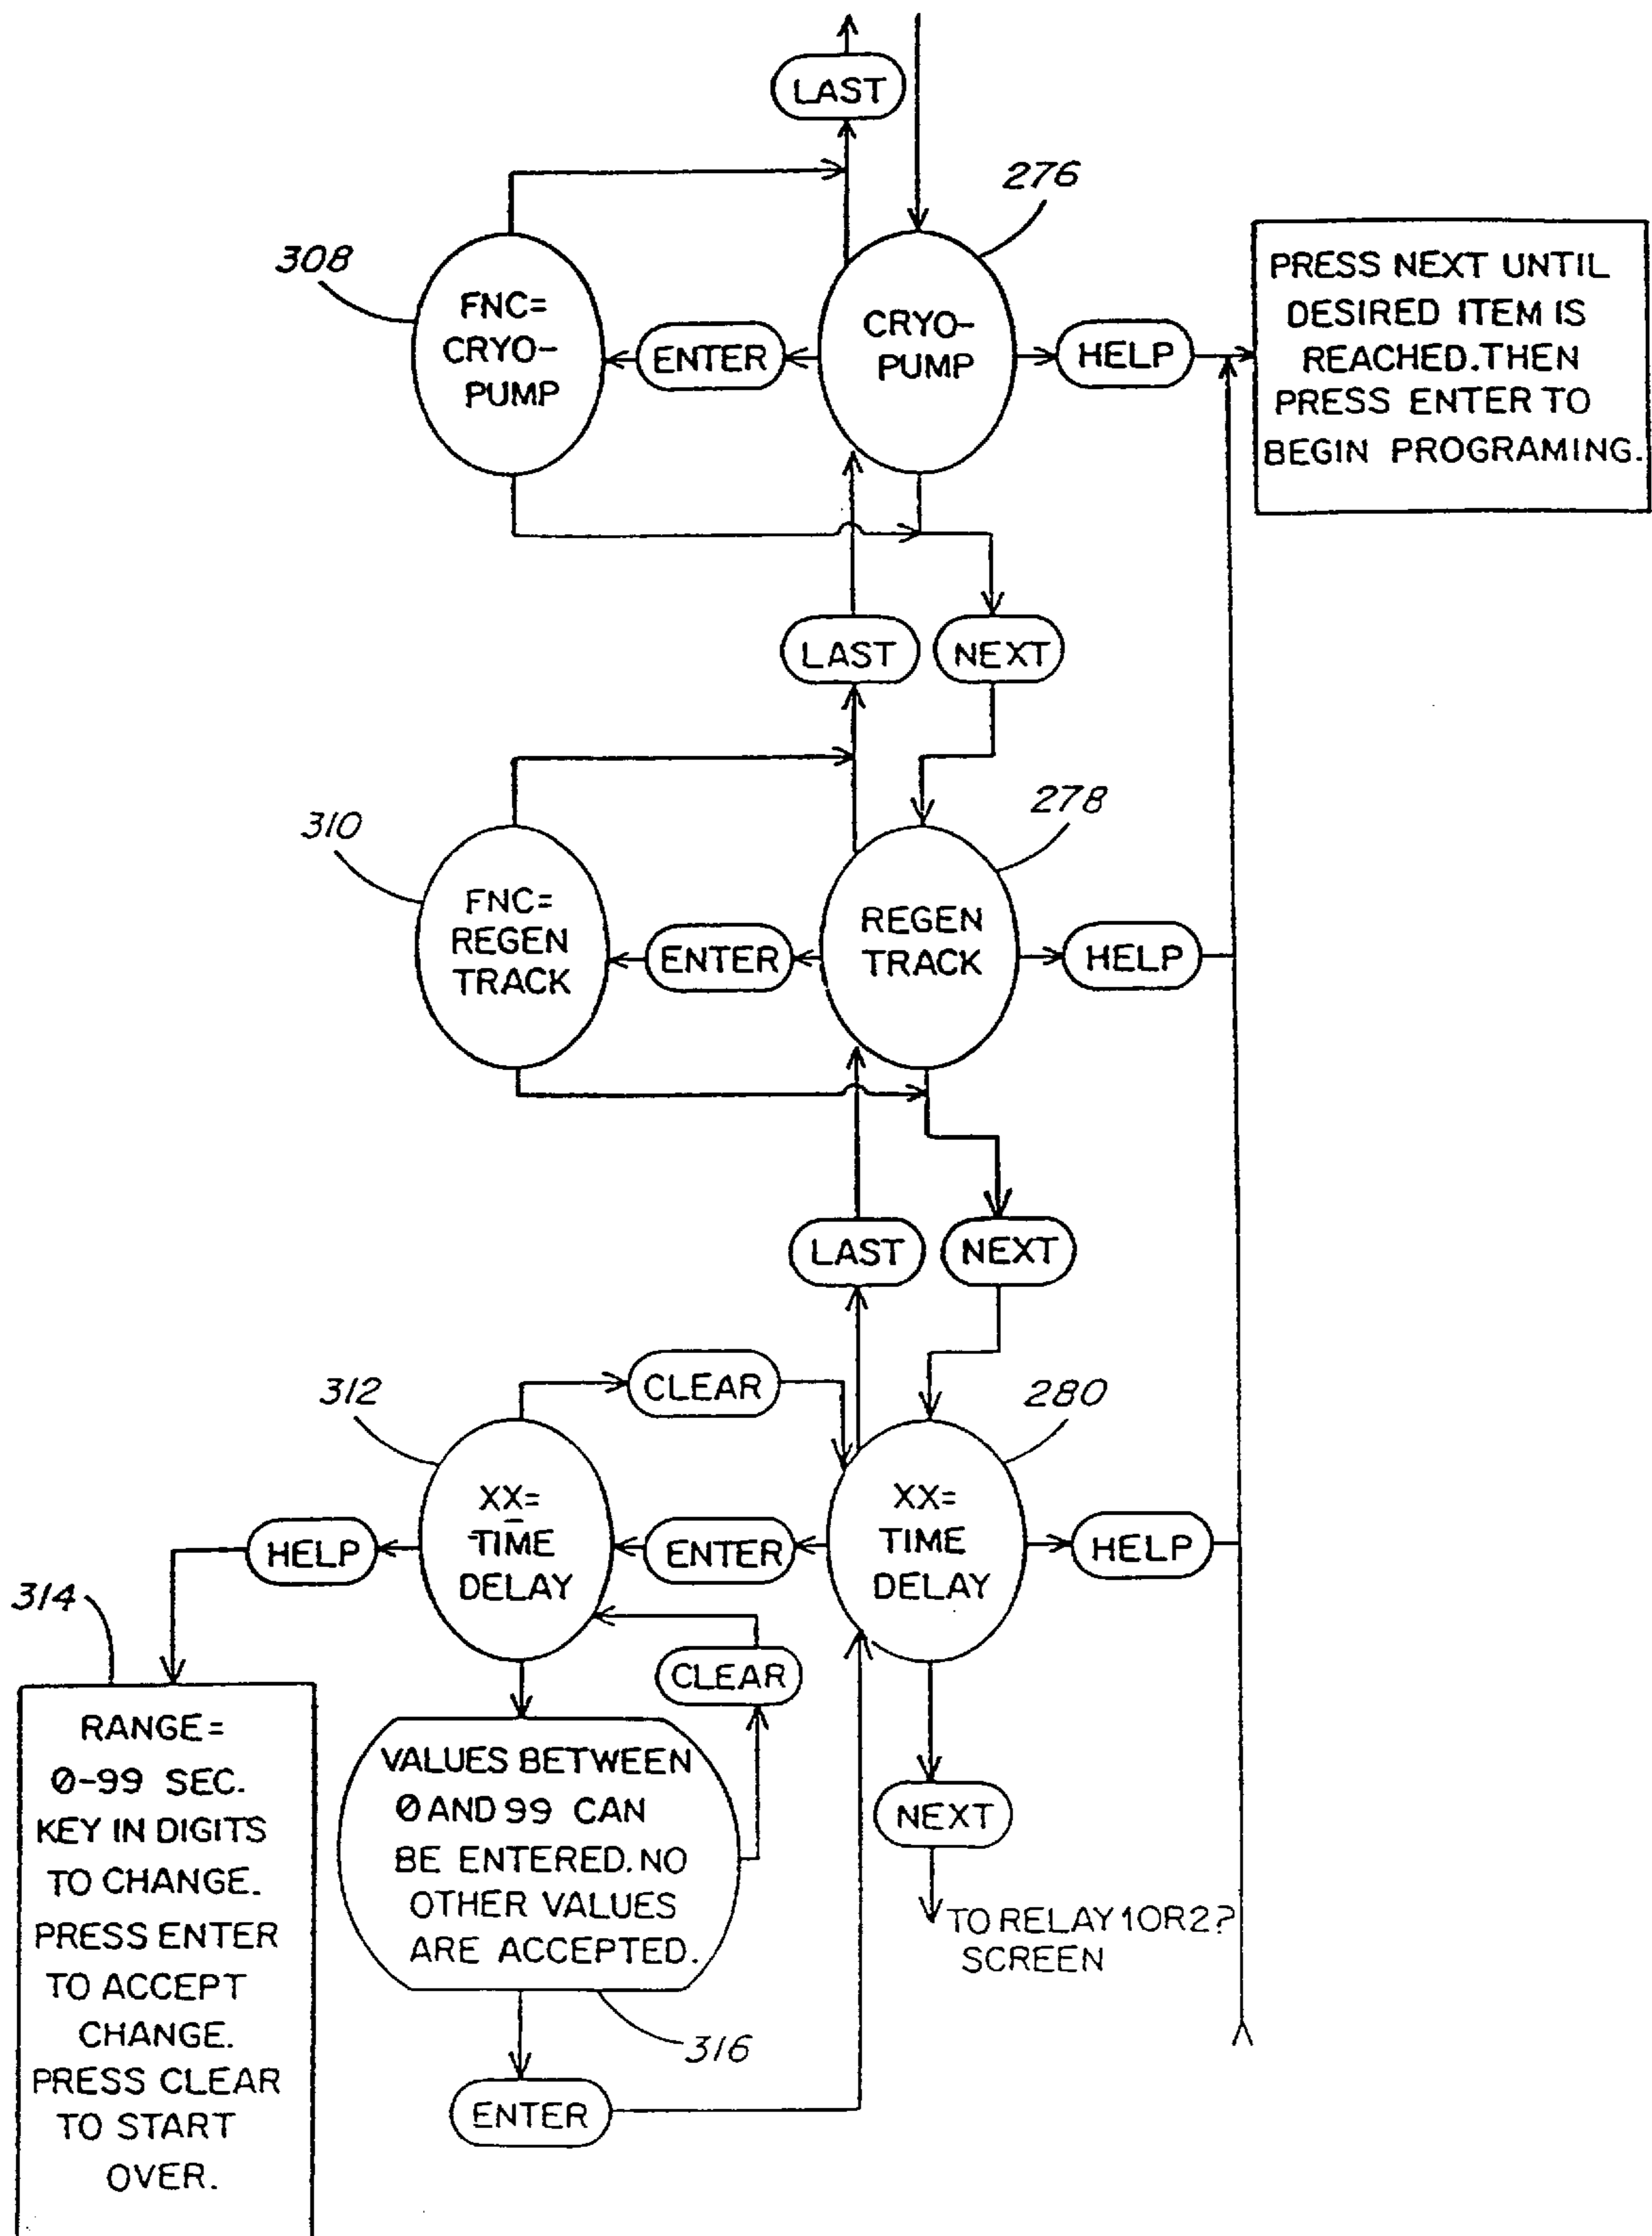 LAST
276
308
FNC=
CRYO-
PUMP
ENTER
CRYO-
PUMP
HELP
PRESS NEXT UNTIL
DESIRED ITEM IS
REACHED. THEN
PRESS ENTER TO
BEGIN PROGRAMING.
LAST
NEXT
310
278
FNC=
REGEN
TRACK
ENTER
REGEN
TRACK
HELP
LAST
NEXT
312
CLEAR
280
HELP
XX=
TIME
DELAY
ENTER
XX=
TIME
DELAY
HELP
314
CLEAR
RANGE=
0-99 SEC.
KEY IN DIGITS
TO CHANGE.
PRESS ENTER
TO ACCEPT
CHANGE.
PRESS CLEAR
TO START
OVER.
VALUES BETWEEN
0 AND 99 CAN
BE ENTERED. NO
OTHER VALUES
ARE ACCEPTED.
NEXT
TO RELAY 1 OR 2?
SCREEN
316
ENTER